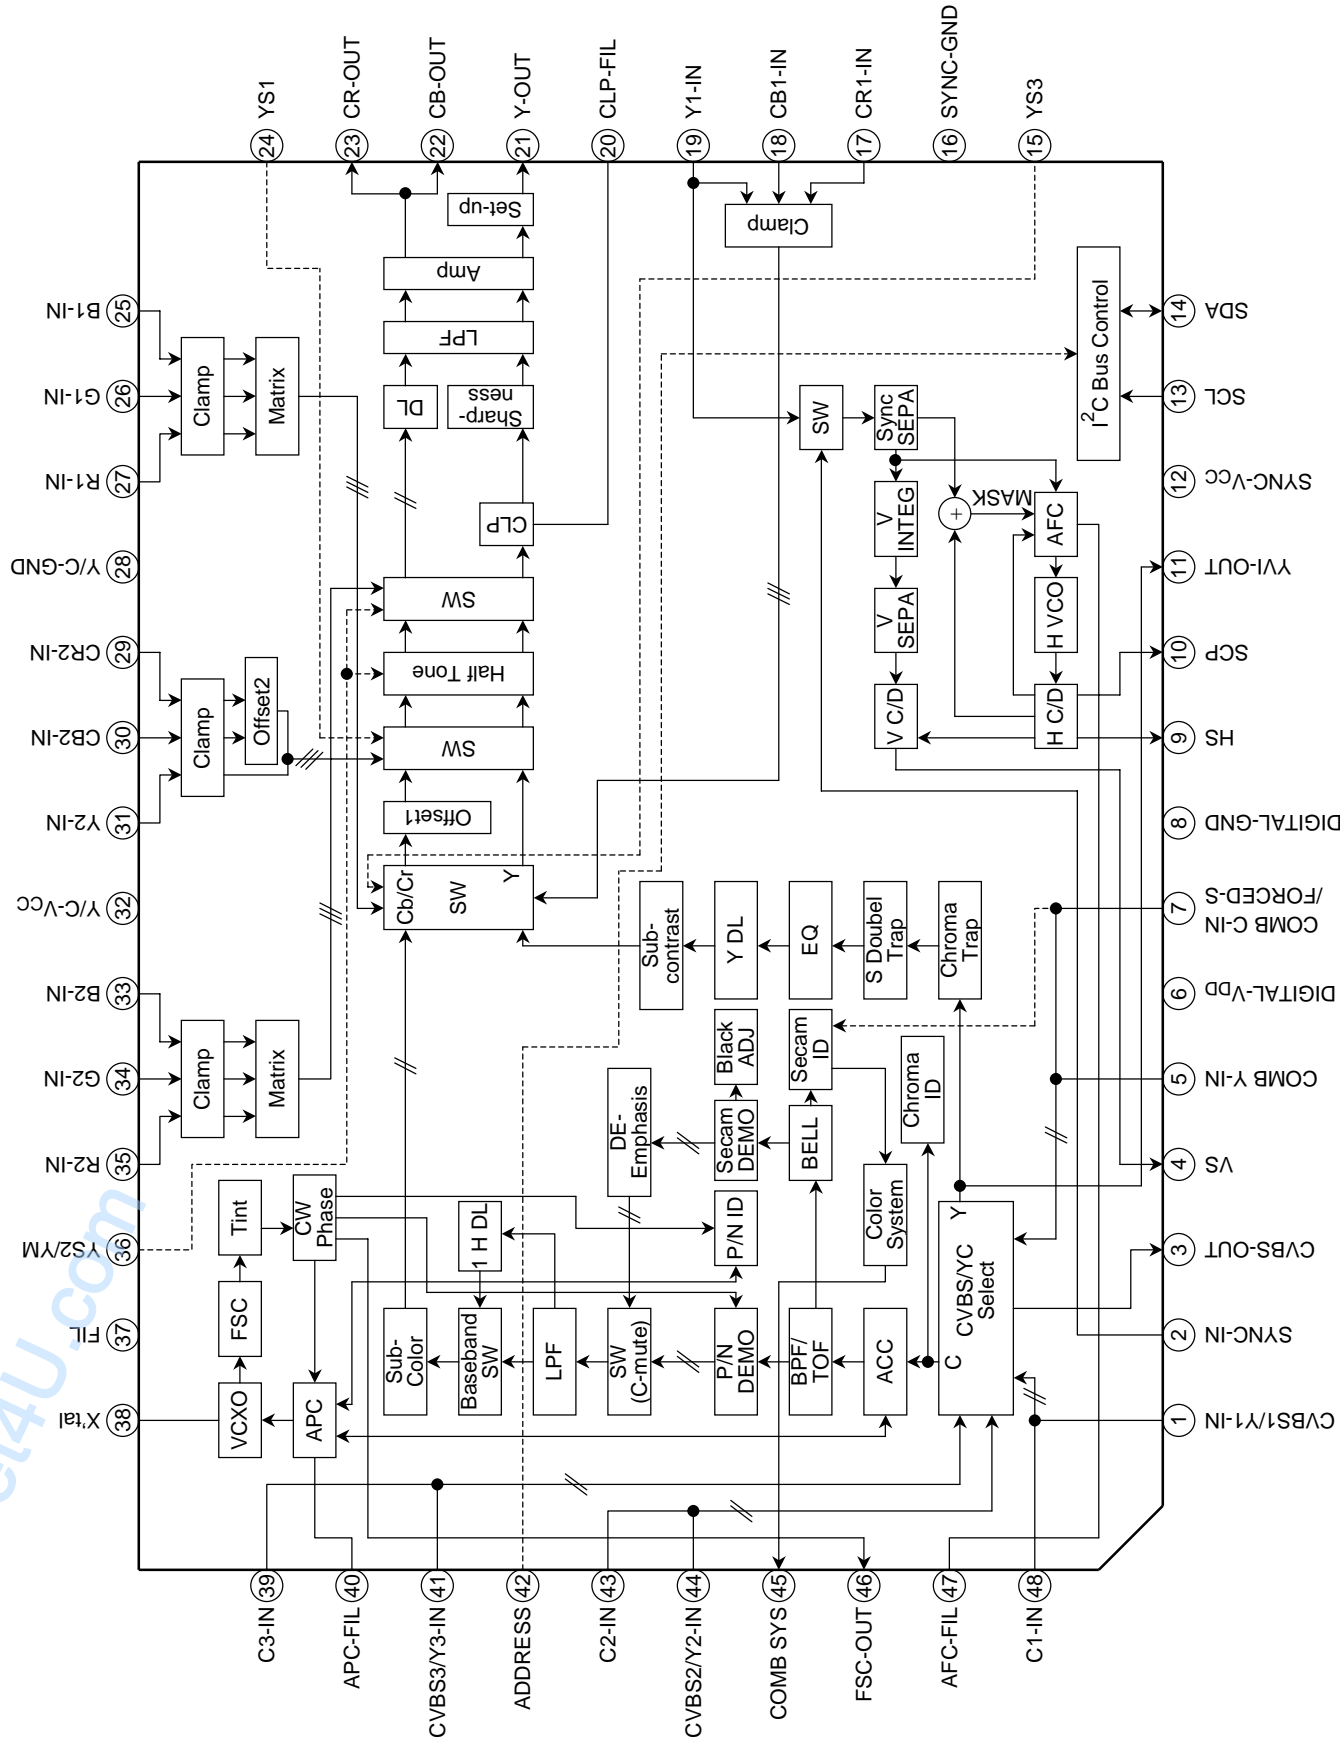 YS1
CR-OUT
CB-OUT
Y-OUT
CLP-FIL
Y1-IN
CB1-IN
CR1-IN
SYNC-GND
YS3
24
23
22
21
20
19
18
17
16
15
B1-IN 25
G1-IN 26
R1-IN 27
Y/C-GND 28
CR2-IN 29
CB2-IN 30
Y2-IN 31
Y/C-VCC 32
B2-IN 33
G2-IN 34
R2-IN 35
YS2/YM 36
FIL 37
X'tal 38
14 SDA
13 SCL
12 SYNC-VCC
11 YVI-OUT
10 SCP
9 HS
8 DIGITAL-GND
7 COMB C-IN
/FORCED-S
6 DIGITAL-VDD
5 COMB Y-IN
4 VS
3 CVBS-OUT
2 SYNC-IN
1 CVBS1/Y1-IN
Set-up
Clamp
Amp
LPF
DL
Sharp-
ness
CLP
SW
Half Tone
SW
Offset1
Cb/Cr
SW
Y
Clamp
Matrix
Clamp
Offset2
Clamp
Matrix
I2C Bus Control
SW
Sync
SEPA
V
INTEG
+
MASK
AFC
V
SEPA
H VCO
V C/D
H C/D
Sub-
contrast
Y DL
EQ
S Doubel
Trap
Chroma
Trap
Black
ADJ
Secam
ID
Chroma
ID
DE-
Emphasis
Secam
DEMO
BELL
Color
System
Tint
CW
Phase
1 H DL
P/N ID
FSC
VCXO
APC
Sub-
Color
Baseband
SW
LPF
SW
(C-mute)
P/N
DEMO
BPF/
TOF
ACC
Y
CVBS/YC
Select
C
39
40
41
42
43
44
45
46
47
48
C3-IN
APC-FIL
CVBS3/Y3-IN
ADDRESS
C2-IN
CVBS2/Y2-IN
COMB SYS
FSC-OUT
AFC-FIL
C1-IN
et4U.com